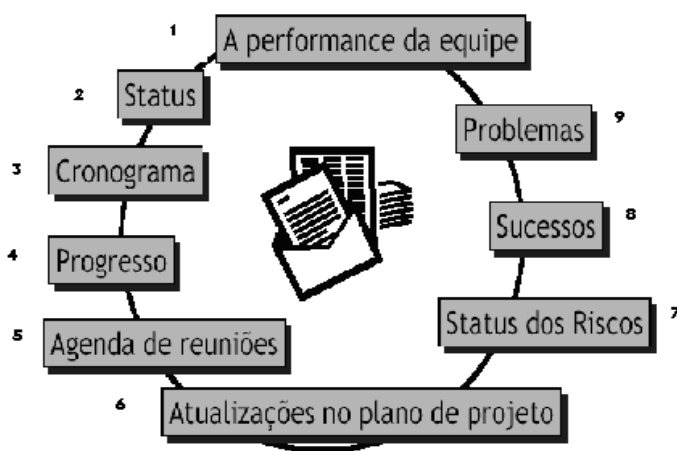 1 A performance da equipe
2 Status
3 Cronograma
4 Progresso
5 Agenda de reuniões
6 Atualizações no plano de projeto
7 Status dos Riscos
8 Sucessos
9 Problemas